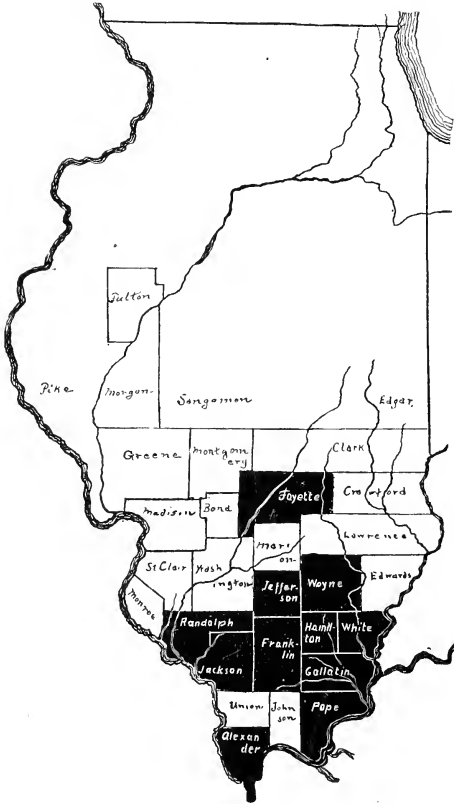 Fulton
Pike
Morgan
Sangamon
Edgar
Greene
Montgom
ery
Clark
Fayette
Crawford
Madison
Bond
Lawrence
Mari
on
St Clair
Wash
ington
Jeffer-
son
Wayne
Edwards
Monroe
Randolph
Frank-
lin
Hamil-
ton
White
Jackson
Gallatin
Union
John
son
Pope
Alexan
der